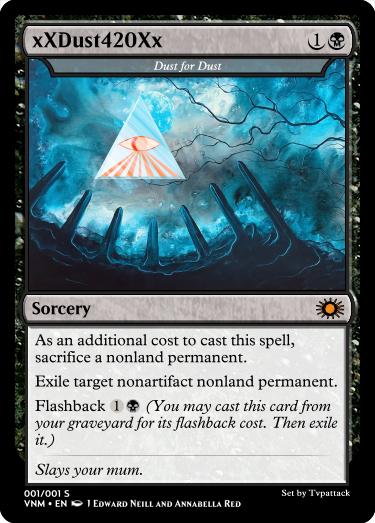 xXDust420Xx 1
Dust for Dust
Sorcery
As an additional cost to cast this spell,
sacrifice a nonland permanent.
Exile target nonartifact nonland permanent.
Flashback 1 (You may cast this card from
your graveyard for its flashback cost. Then exile
it.)
Slays your mum.
001/001 S
Set by Tvpattack
VNM • EN J Edward Neill and Annabella Red